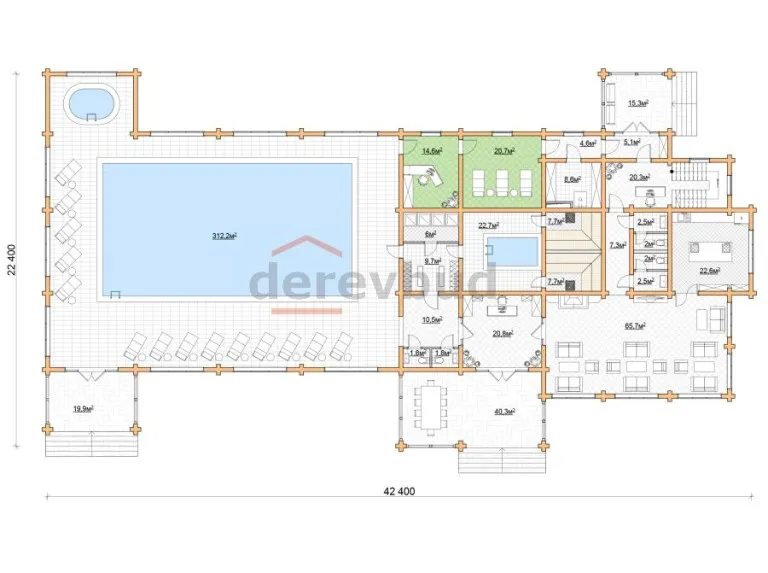 15.3м²
14.6м²
20.7м²
4.6м²
5.1м²
8.6м²
20.3м²
312.2м²
6м²
22.7м²
7.7м²
7.3м²
2.5м²
2м²
2м²
2.5м²
22.6м²
9.7м²
7.7м²
derevbud
10.5м²
20.8м²
65.7м²
1.8м²
1.8м²
19.9м²
40.3м²
22 400
42 400